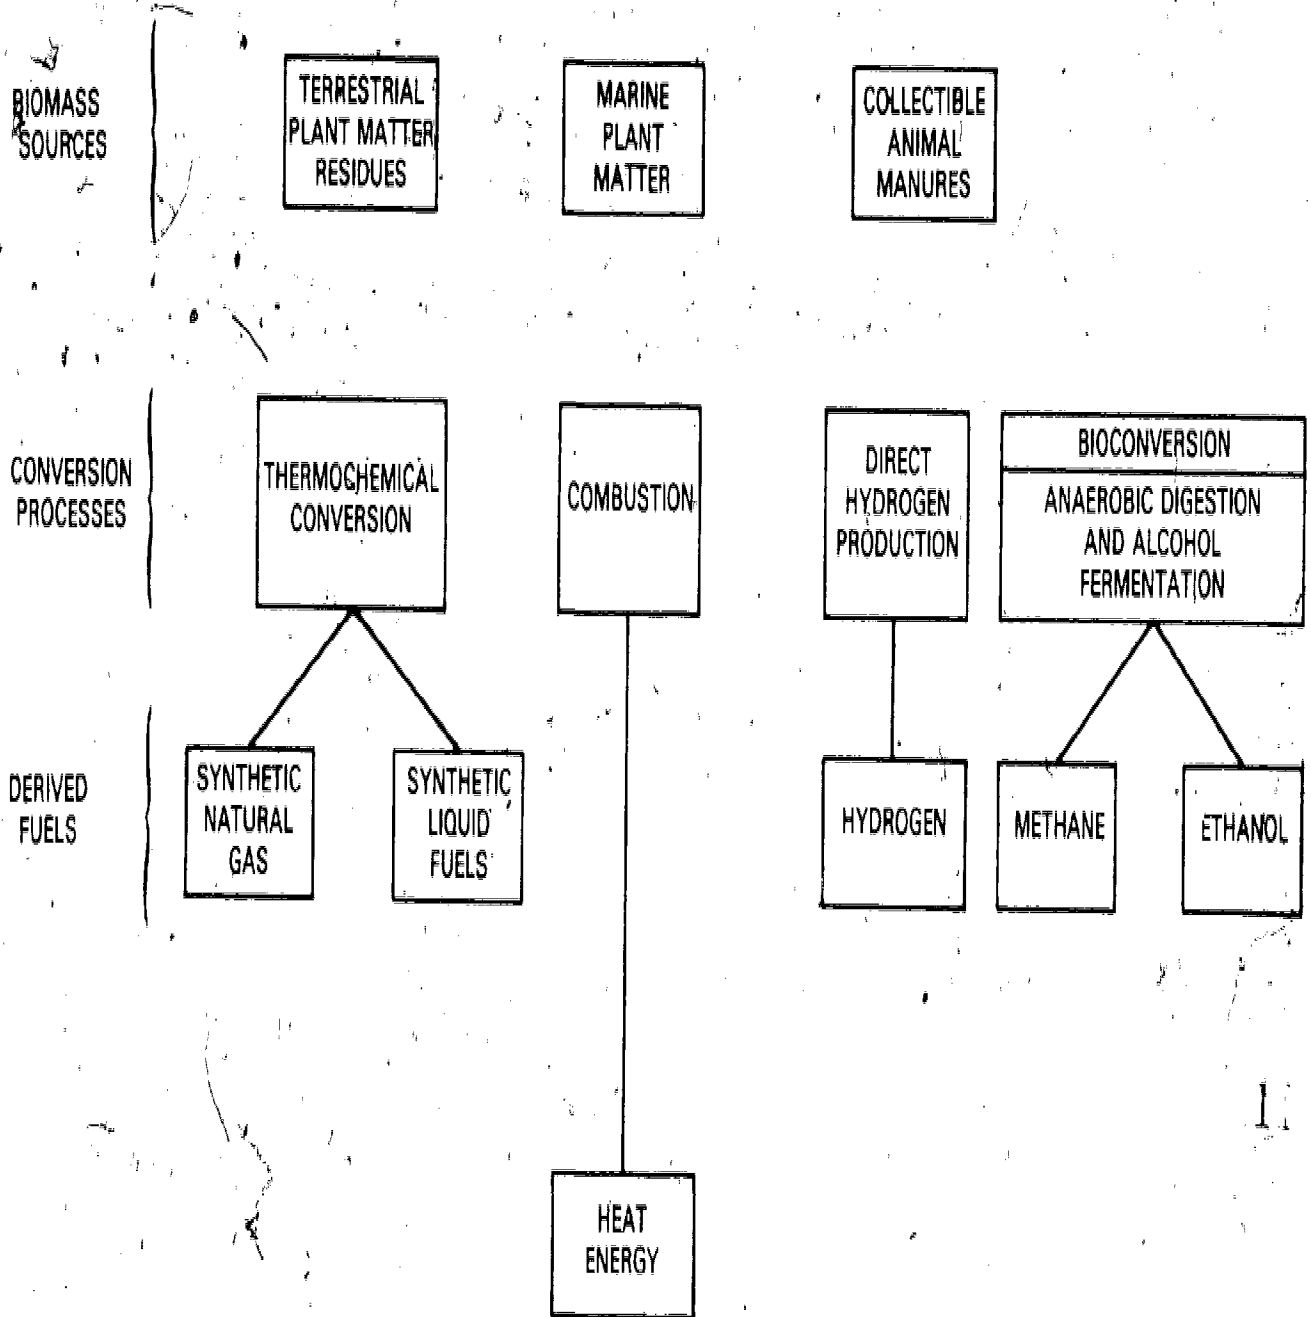 BIOMASS
SOURCES
TERRESTRIAL
PLANT MATTER
RESIDUES
MARINE
PLANT
MATTER
COLLECTIBLE
ANIMAL
MANURES
CONVERSION
PROCESSES
THERMOCHEMICAL
CONVERSION
COMBUSTION
DIRECT
HYDROGEN
PRODUCTION
BIOCONVERSION
ANAEROBIC DIGESTION
AND ALCOHOL
FERMENTATION
DERIVED
FUELS
SYNTHETIC
NATURAL
GAS
SYNTHETIC
LIQUID
FUELS
HYDROGEN
METHANE
ETHANOL
HEAT
ENERGY